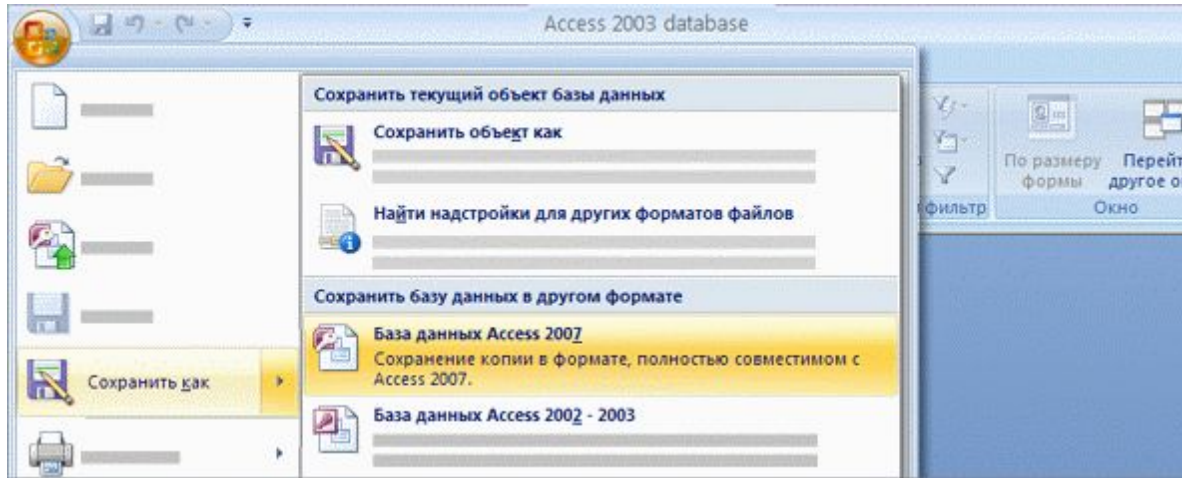 Access 2003 database
Сохранить текущий объект базы данных
Сохранить объект как
Найти надстройки для других форматов файлов
Сохранить базу данных в другом формате
База данных Access 2007
Сохранение копии в формате, полностью совместимом с
Access 2007.
База данных Access 2002 - 2003
Сохранить как
По размеру
формы
другое
фильтр
Окно